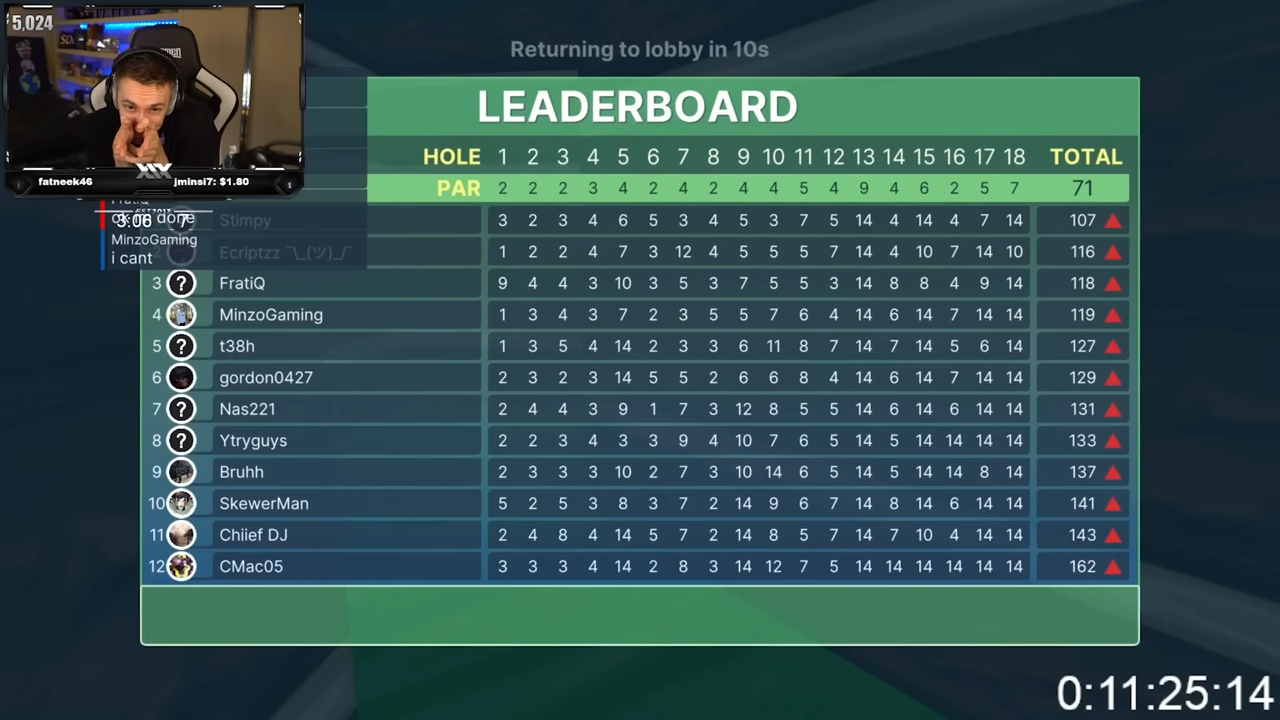 5,024
Returning to lobby in 10s
LEADERBOARD
HOLE 1 2 3 4 5 6 7 8 9 10 11 12 13 14 15 16 17 18 TOTAL
PAR 2 2 2 3 4 2 4 2 4 4 5 4 9 4 6 2 5 7 71
fatneek46 jminsi7: $1.80
FratiQ
done
3:06 7
MinzoGaming
i cant
Stimpy 3 2 2 4 6 5 3 4 5 3 7 5 14 4 14 4 7 14 107
2 Ecriptzz ¯\_(ツ)_/¯ 1 2 2 4 7 3 12 4 5 5 5 7 14 4 10 7 14 10 116
3 ? FratiQ 9 4 4 3 10 3 5 3 7 5 5 3 14 8 8 4 9 14 118
4 MinzoGaming 1 3 4 3 7 2 3 5 5 7 6 4 14 6 14 7 14 14 119
5 ? t38h 1 3 5 4 14 2 3 3 6 11 8 7 14 7 14 5 6 14 127
6 gordon0427 2 3 2 3 14 5 5 2 6 6 8 4 14 6 14 7 14 14 129
7 ? Nas221 2 4 4 3 9 1 7 3 12 8 5 5 14 6 14 6 14 14 131
8 ? Ytryguys 2 2 3 4 3 3 9 4 10 7 6 5 14 5 14 14 14 14 133
9 Bruhh 2 3 3 3 10 2 7 3 10 14 6 5 14 5 14 14 8 14 137
10 SkewerMan 5 2 5 3 8 3 7 2 14 9 6 7 14 8 14 6 14 14 141
11 Chiief DJ 2 4 8 4 14 5 7 2 14 8 5 7 14 7 10 4 14 14 143
12 CMac05 3 3 3 4 14 2 8 3 14 12 7 5 14 14 14 14 14 14 162
0:11:25:14